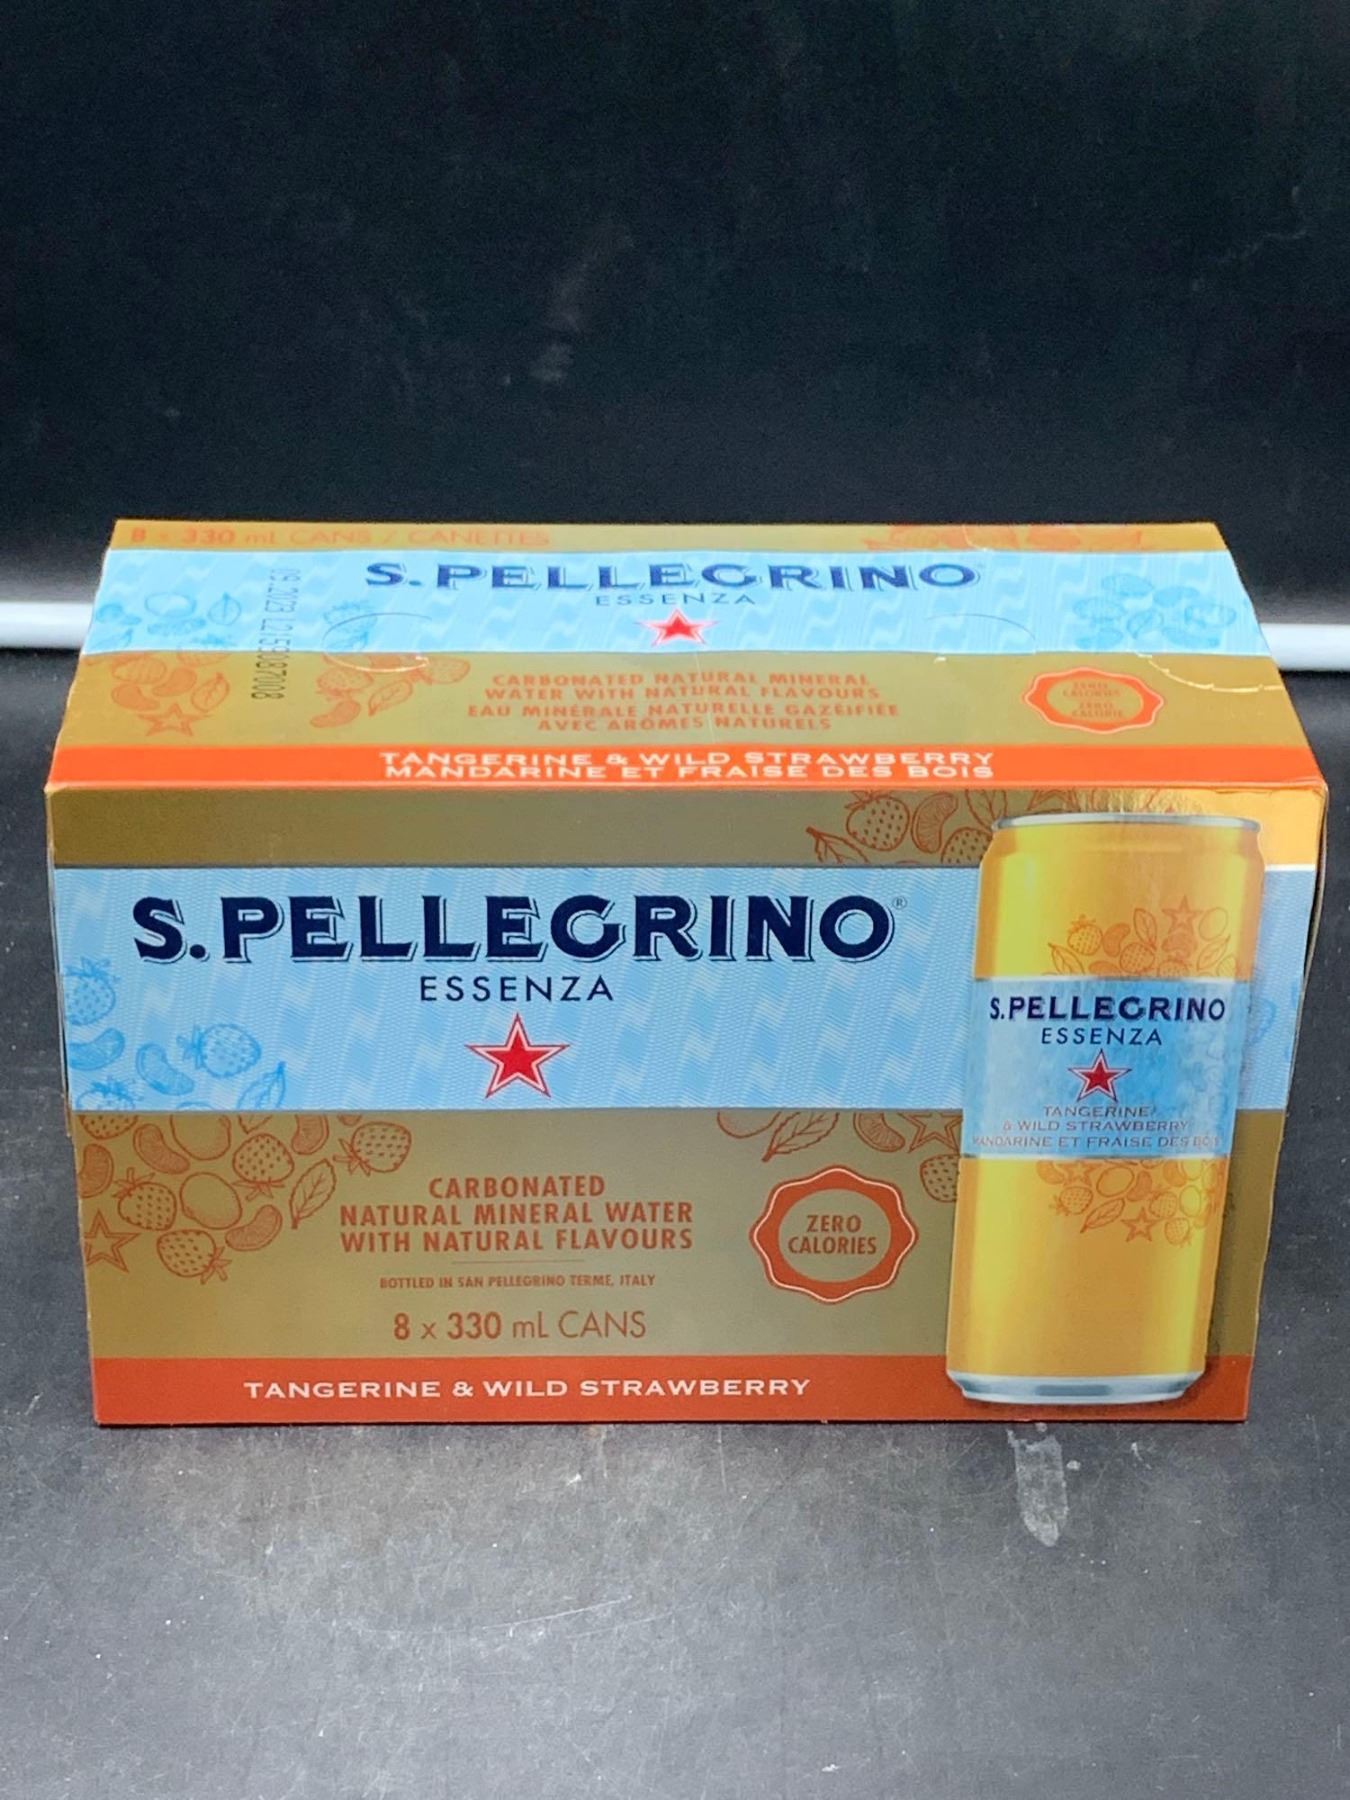 8 x 330 mL CANS / CANETTES
S.PELLEGRINO
ESSENZA
CARBONATED NATURAL MINERAL
WATER WITH NATURAL FLAVOURS
EAU MINÉRALE NATURELLE GAZÉIFIÉE
AVEC ARÔMES NATURELS
ZERO
CALORIES
ZÉRO
CALORIE
TANGERINE & WILD STRAWBERRY
MANDARINE ET FRAISE DES BOIS
S.PELLEGRINO®
ESSENZA
CARBONATED
NATURAL MINERAL WATER
WITH NATURAL FLAVOURS
BOTTLED IN SAN PELLEGRINO TERME, ITALY
8 x 330 mL CANS
ZERO
CALORIES
TANGERINE & WILD STRAWBERRY
S.PELLEGRINO
ESSENZA
TANGERINE
& WILD STRAWBERRY
MANDARINE ET FRAISE DES BOIS